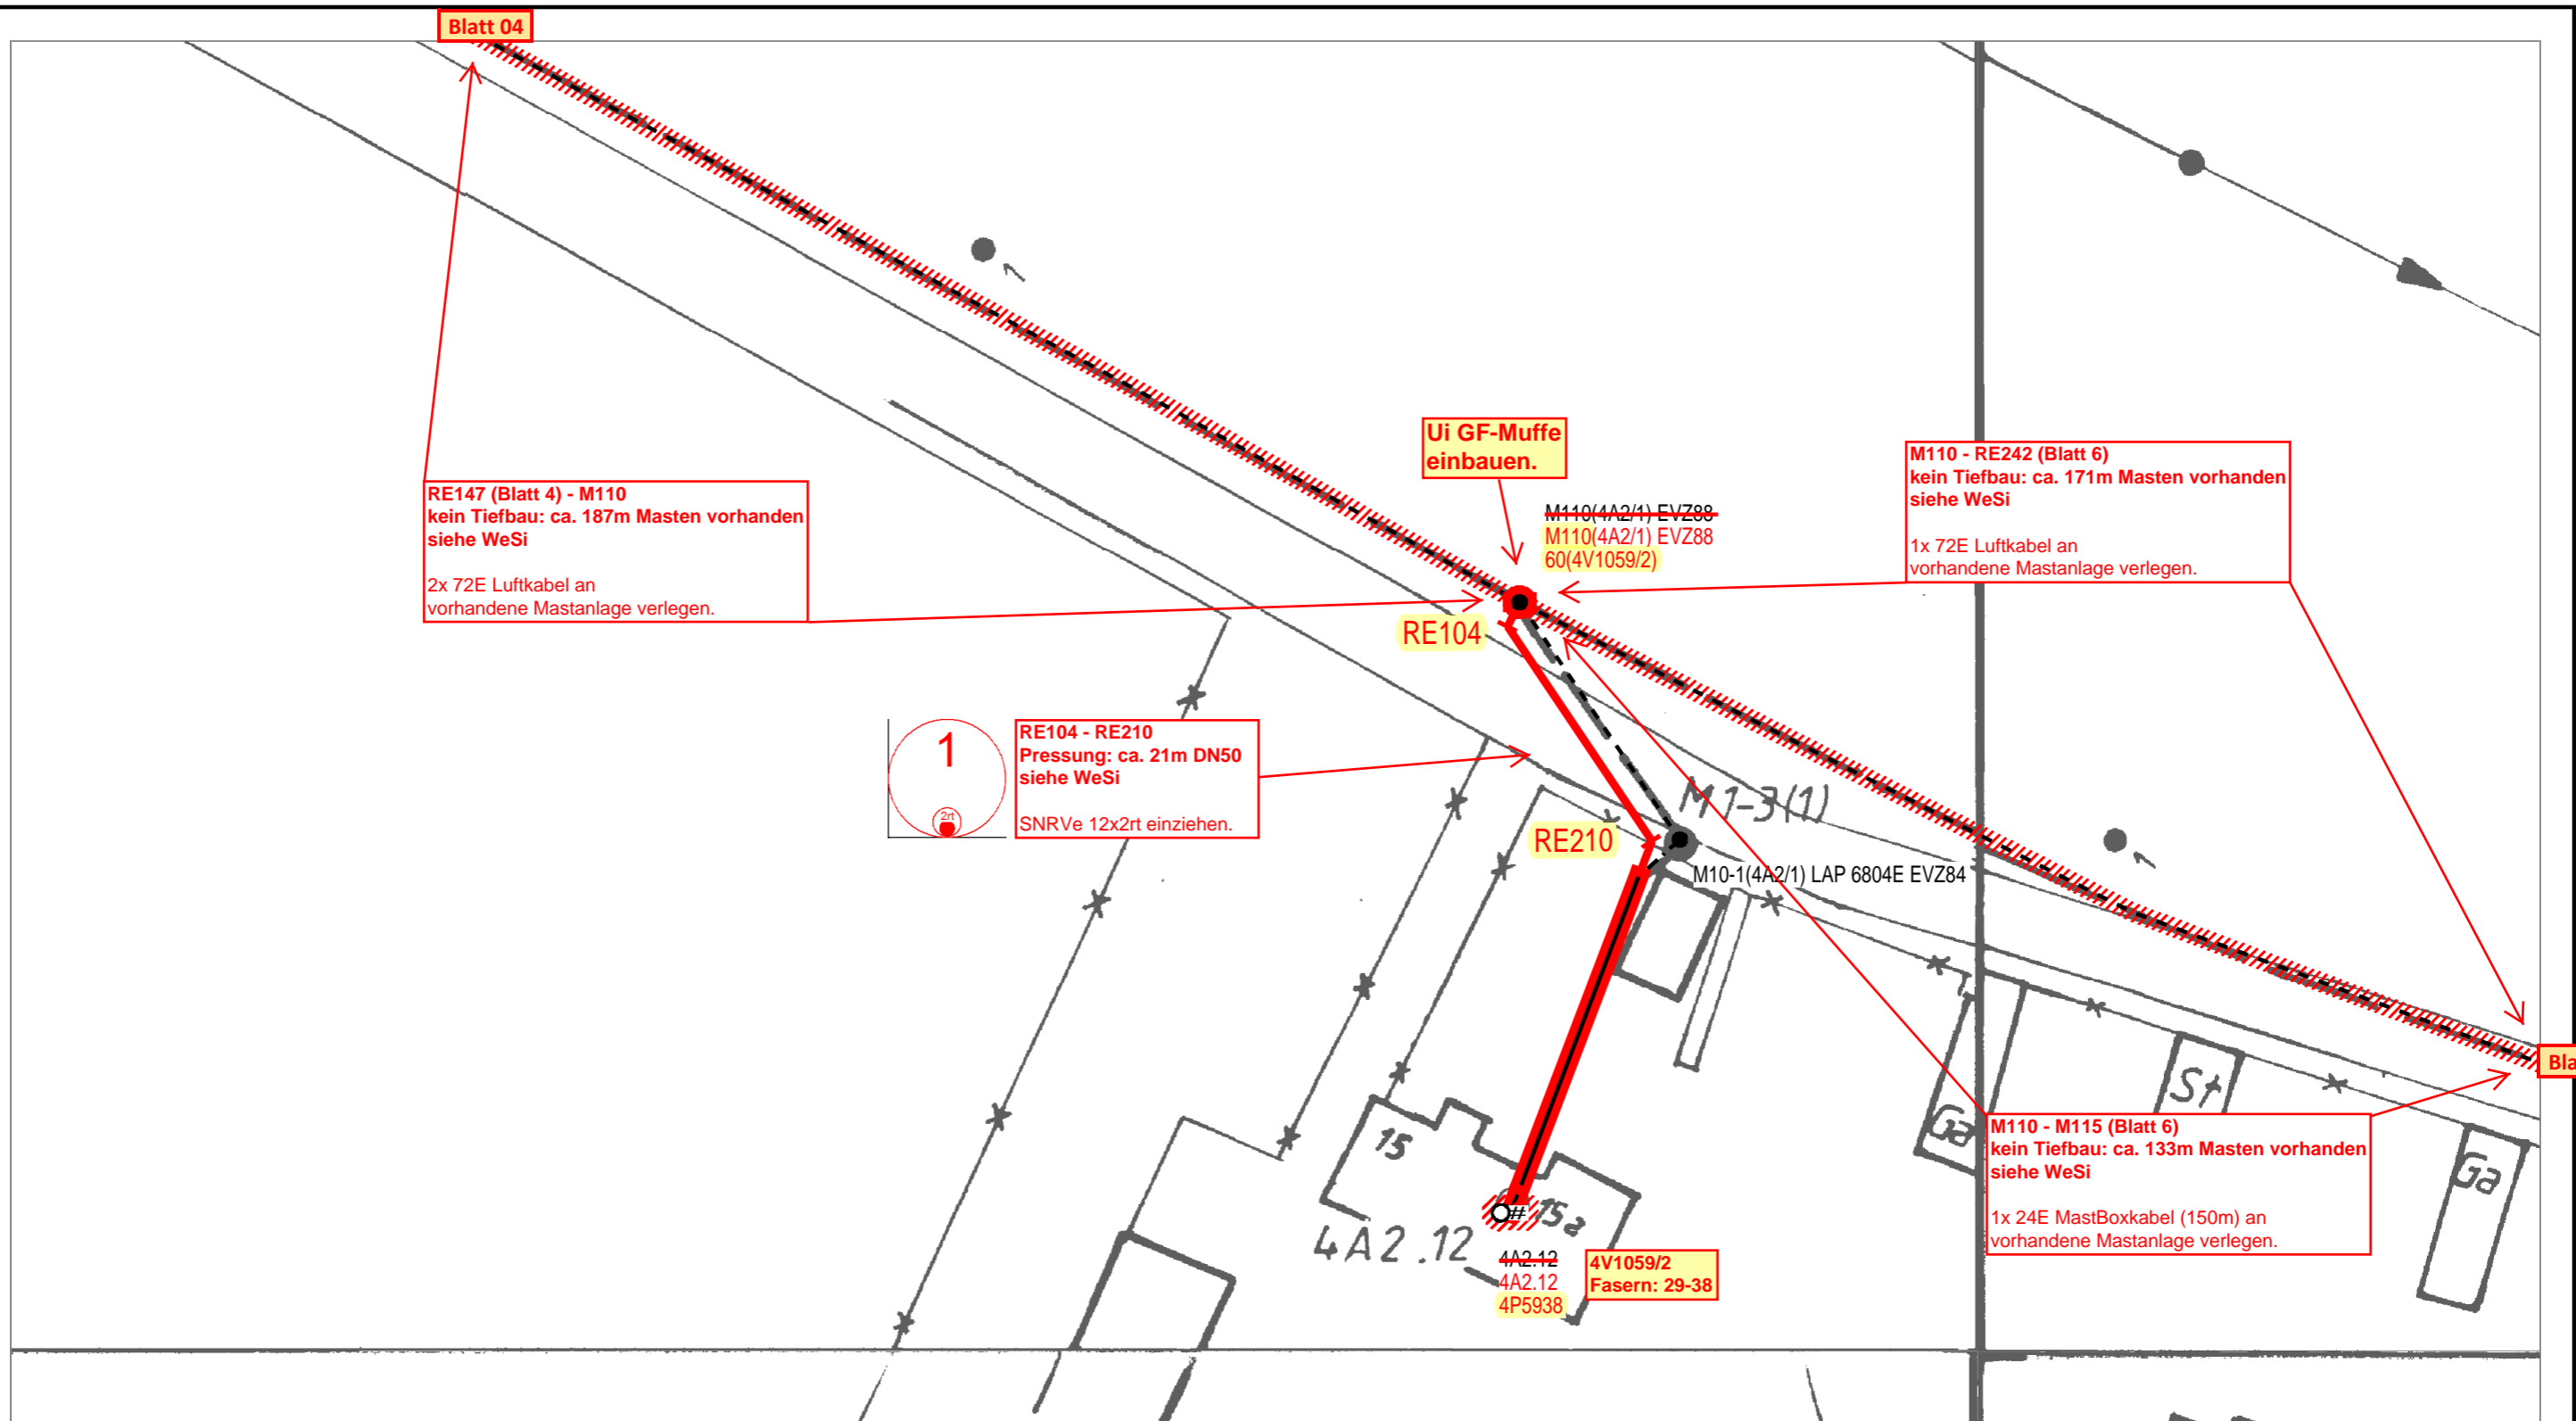 Blatt 04
Ui GF-Muffe
einbauen.
M110 - RE242 (Blatt 6)
kein Tiefbau: ca. 171m Masten vorhanden
siehe WeSi
1x 72E Luftkabel an
vorhandene Mastanlage verlegen.
RE147 (Blatt 4) - M110
kein Tiefbau: ca. 187m Masten vorhanden
siehe WeSi
2x 72E Luftkabel an
vorhandene Mastanlage verlegen.
M110(4A2/1) EVZ88
M110(4A2/1) EVZ88
60(4V1059/2)
RE104
1
2rt
RE104 - RE210
Pressung: ca. 21m DN50
siehe WeSi
SNRVe 12x2rt einziehen.
M1-3(1)
RE210
M10-1(4A2/1) LAP 6804E EVZ84
Bla
St
Ga
Ga
M110 - M115 (Blatt 6)
kein Tiefbau: ca. 133m Masten vorhanden
siehe WeSi
1x 24E MastBoxkabel (150m) an
vorhandene Mastanlage verlegen.
15
15a
#
4A2.12
4A2.12
4A2.12
4P5938
4V1059/2
Fasern: 29-38